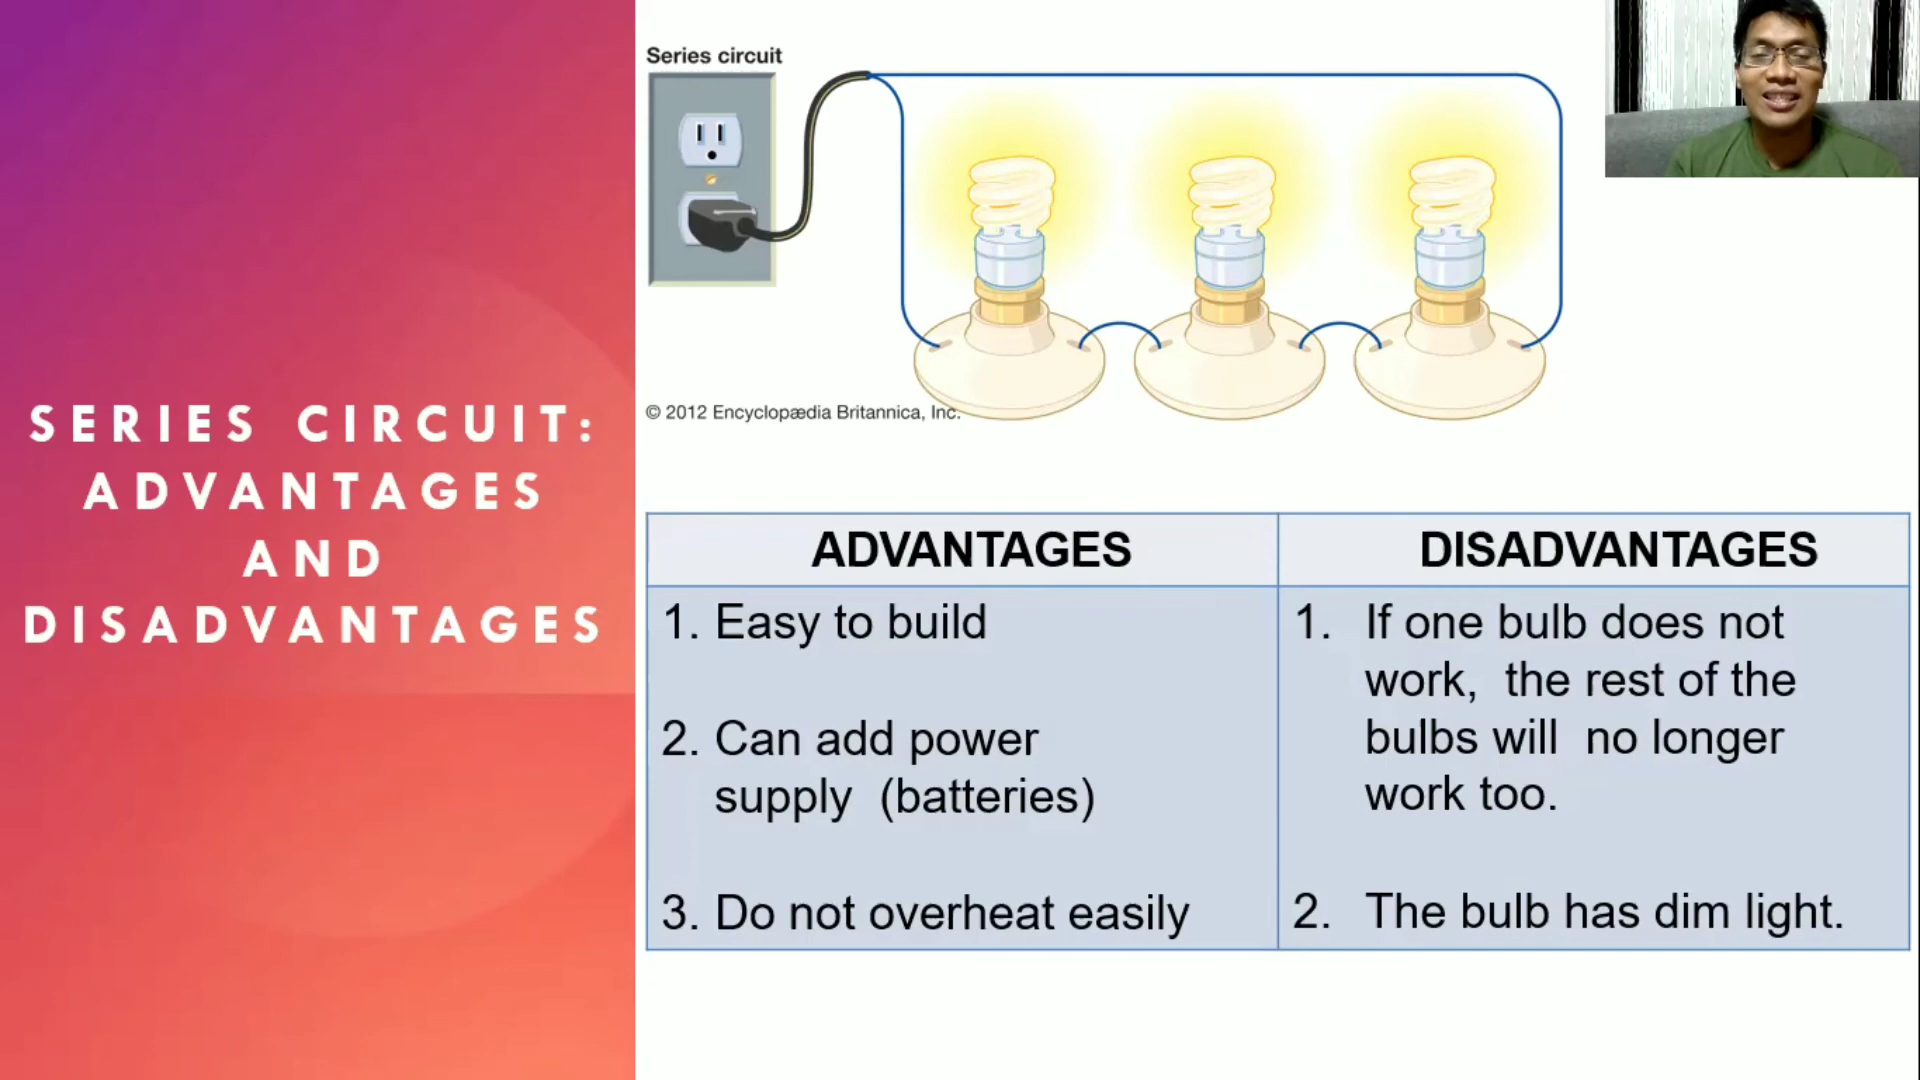 SERIES CIRCUIT:
ADVANTAGES
AND
DISADVANTAGES
Series circuit
© 2012 Encyclopædia Britannica, Inc.
ADVANTAGES
1. Easy to build
2. Can add power
supply (batteries)
3. Do not overheat easily
DISADVANTAGES
1. If one bulb does not
work, the rest of the
bulbs will no longer
work too.
2. The bulb has dim light.